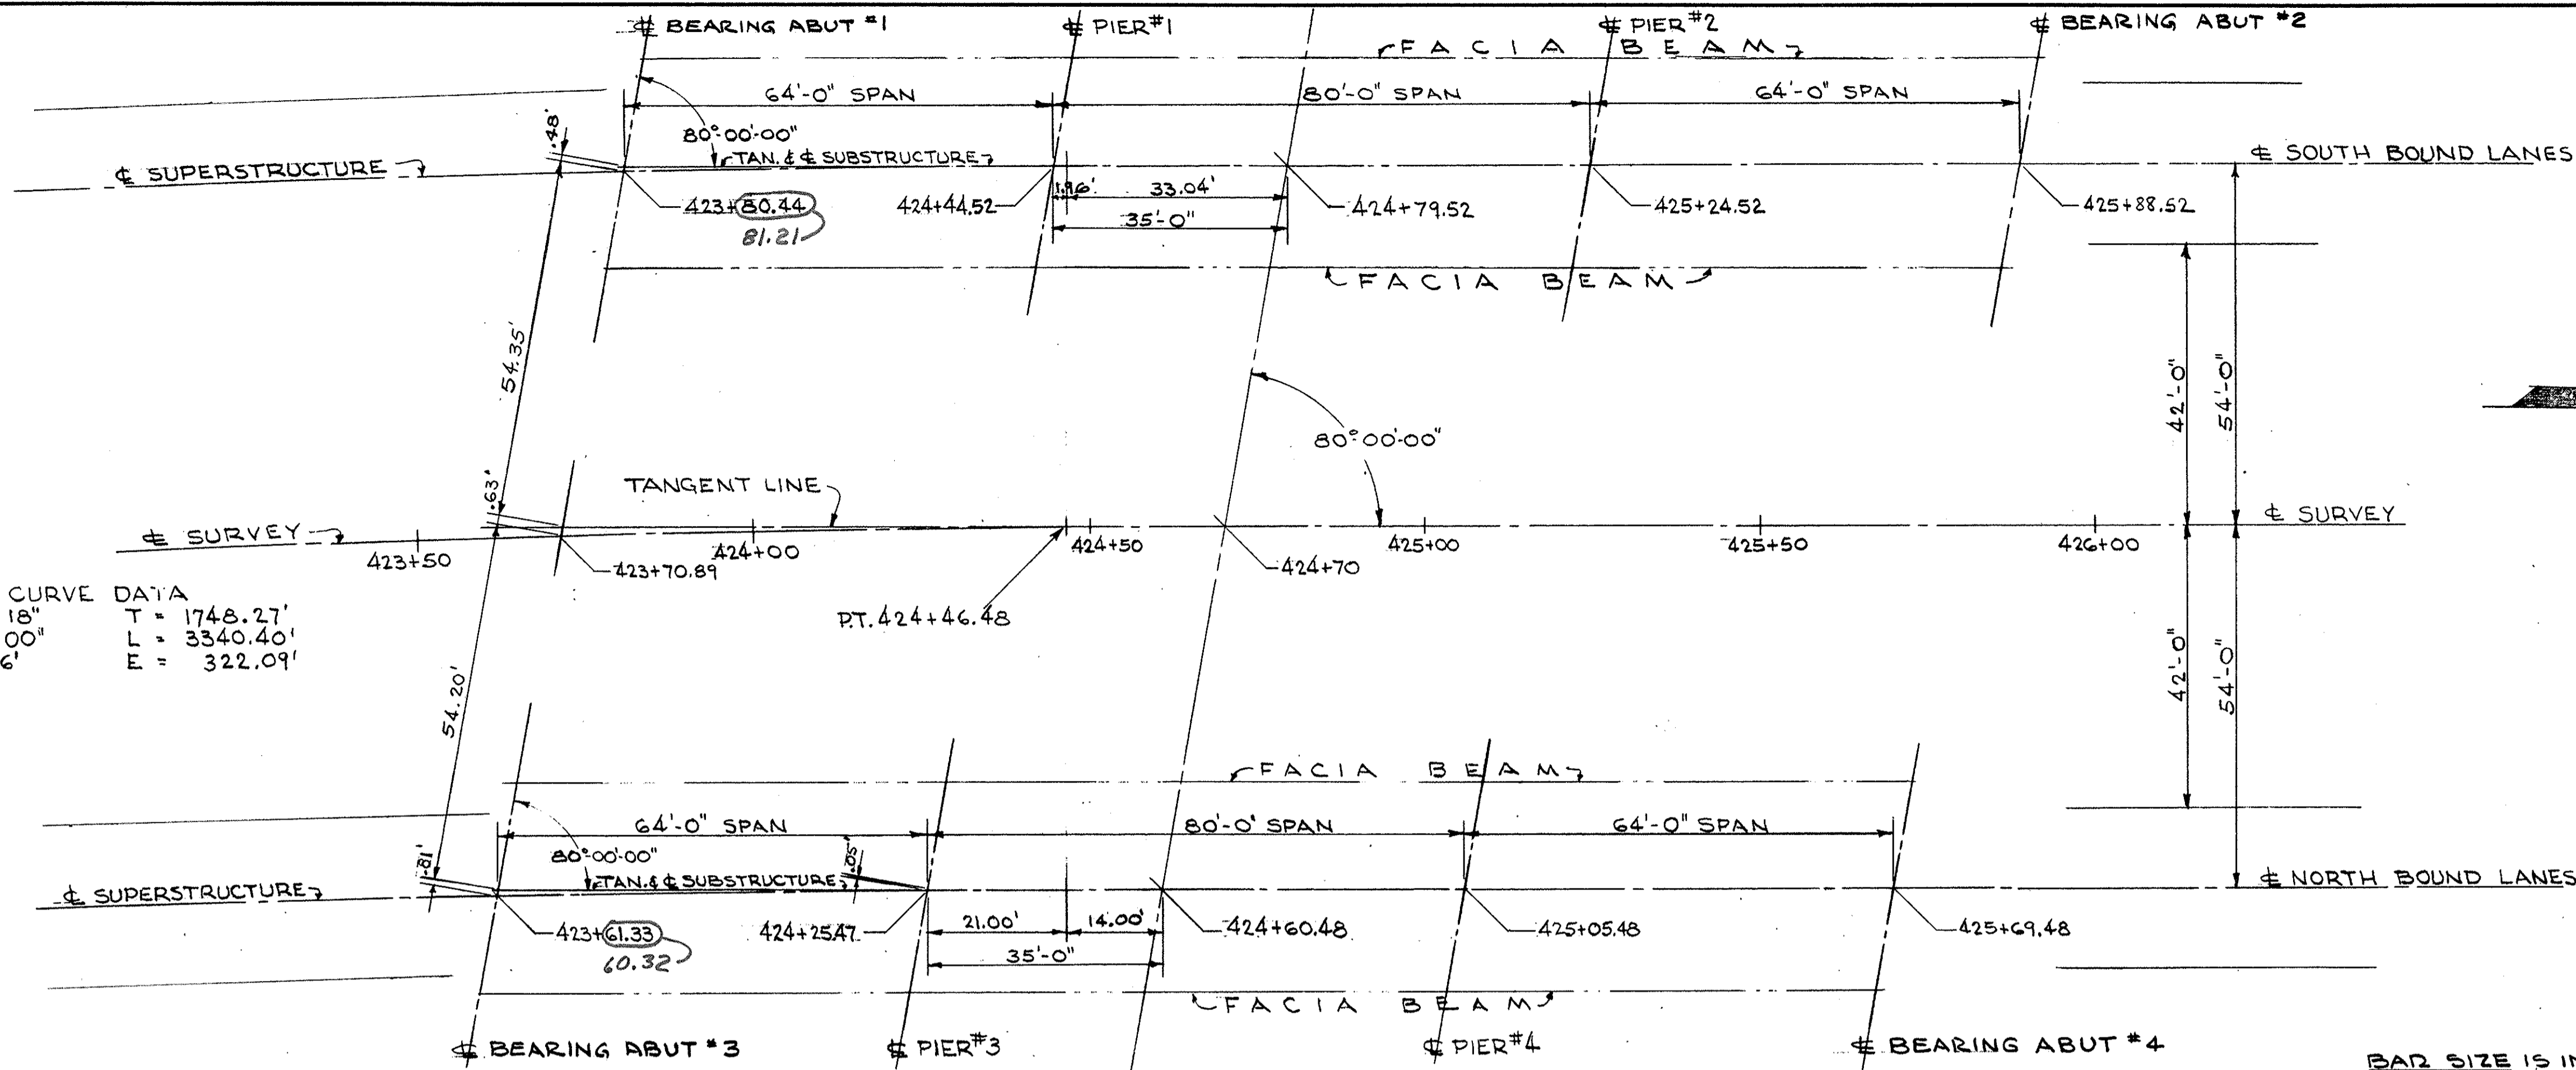 ℄ BEARING ABUT #1
℄ PIER#1
℄ PIER#2
℄ BEARING ABUT #2
FACIA BEAM
64'-0" SPAN
80'-0" SPAN
64'-0" SPAN
.48'
80°-00'-00"
℄ SUPERSTRUCTURE
TAN. & ℄ SUBSTRUCTURE
℄ SOUTH BOUND LANES
423+80.44
81.21
424+44.52
1.96'
33.04'
35'-0"
424+79.52
425+24.52
425+88.52
FACIA BEAM
54.35'
42'-0"
54'-0"
80°-00'-00"
.63'
TANGENT LINE
℄ SURVEY
℄ SURVEY
423+50
423+70.89
424+00
424+50
424+70
425+00
425+50
426+00
P.T. 424+46.48
CURVE DATA
18" T = 1748.27'
00" L = 3340.40'
6' E = 322.09'
54.20'
42'-0"
54'-0"
FACIA BEAM
64'-0" SPAN
80'-0" SPAN
64'-0" SPAN
.81'
80°-00'-00"
.05'
℄ SUPERSTRUCTURE
TAN. & ℄ SUBSTRUCTURE
℄ NORTH BOUND LANES
423+61.33
60.32
424+25.47
21.00'
14.00'
35'-0"
424+60.48
425+05.48
425+69.48
FACIA BEAM
℄ BEARING ABUT #3
℄ PIER#3
℄ PIER#4
℄ BEARING ABUT #4
BAR SIZE IS IN